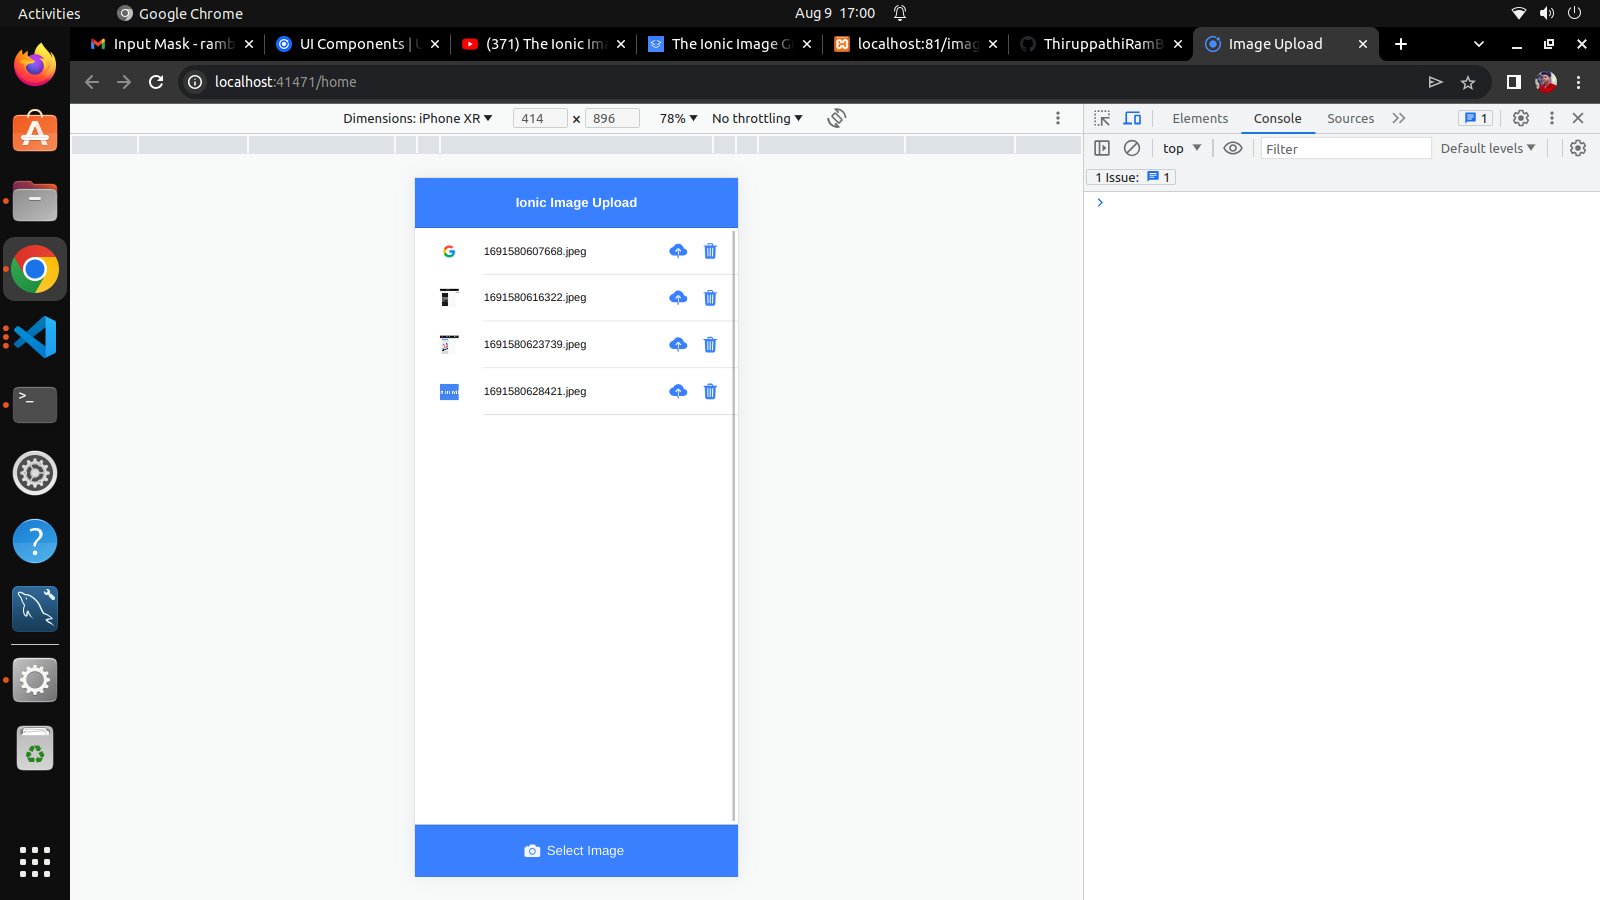 Activities
Google Chrome
Aug 9 17:00
Input Mask - ramb
UI Components | U
(371) The Ionic Ima
The Ionic Image G
localhost:81/imag
ThiruppathiRamB
Image Upload
localhost:41471/home
Dimensions: iPhone XR
414 × 896
78%
No throttling
Elements
Console
Sources
1
top
Filter
Default levels
1 Issue: 1
Ionic Image Upload
1691580607668.jpeg
1691580616322.jpeg
1691580623739.jpeg
1691580628421.jpeg
Select Image